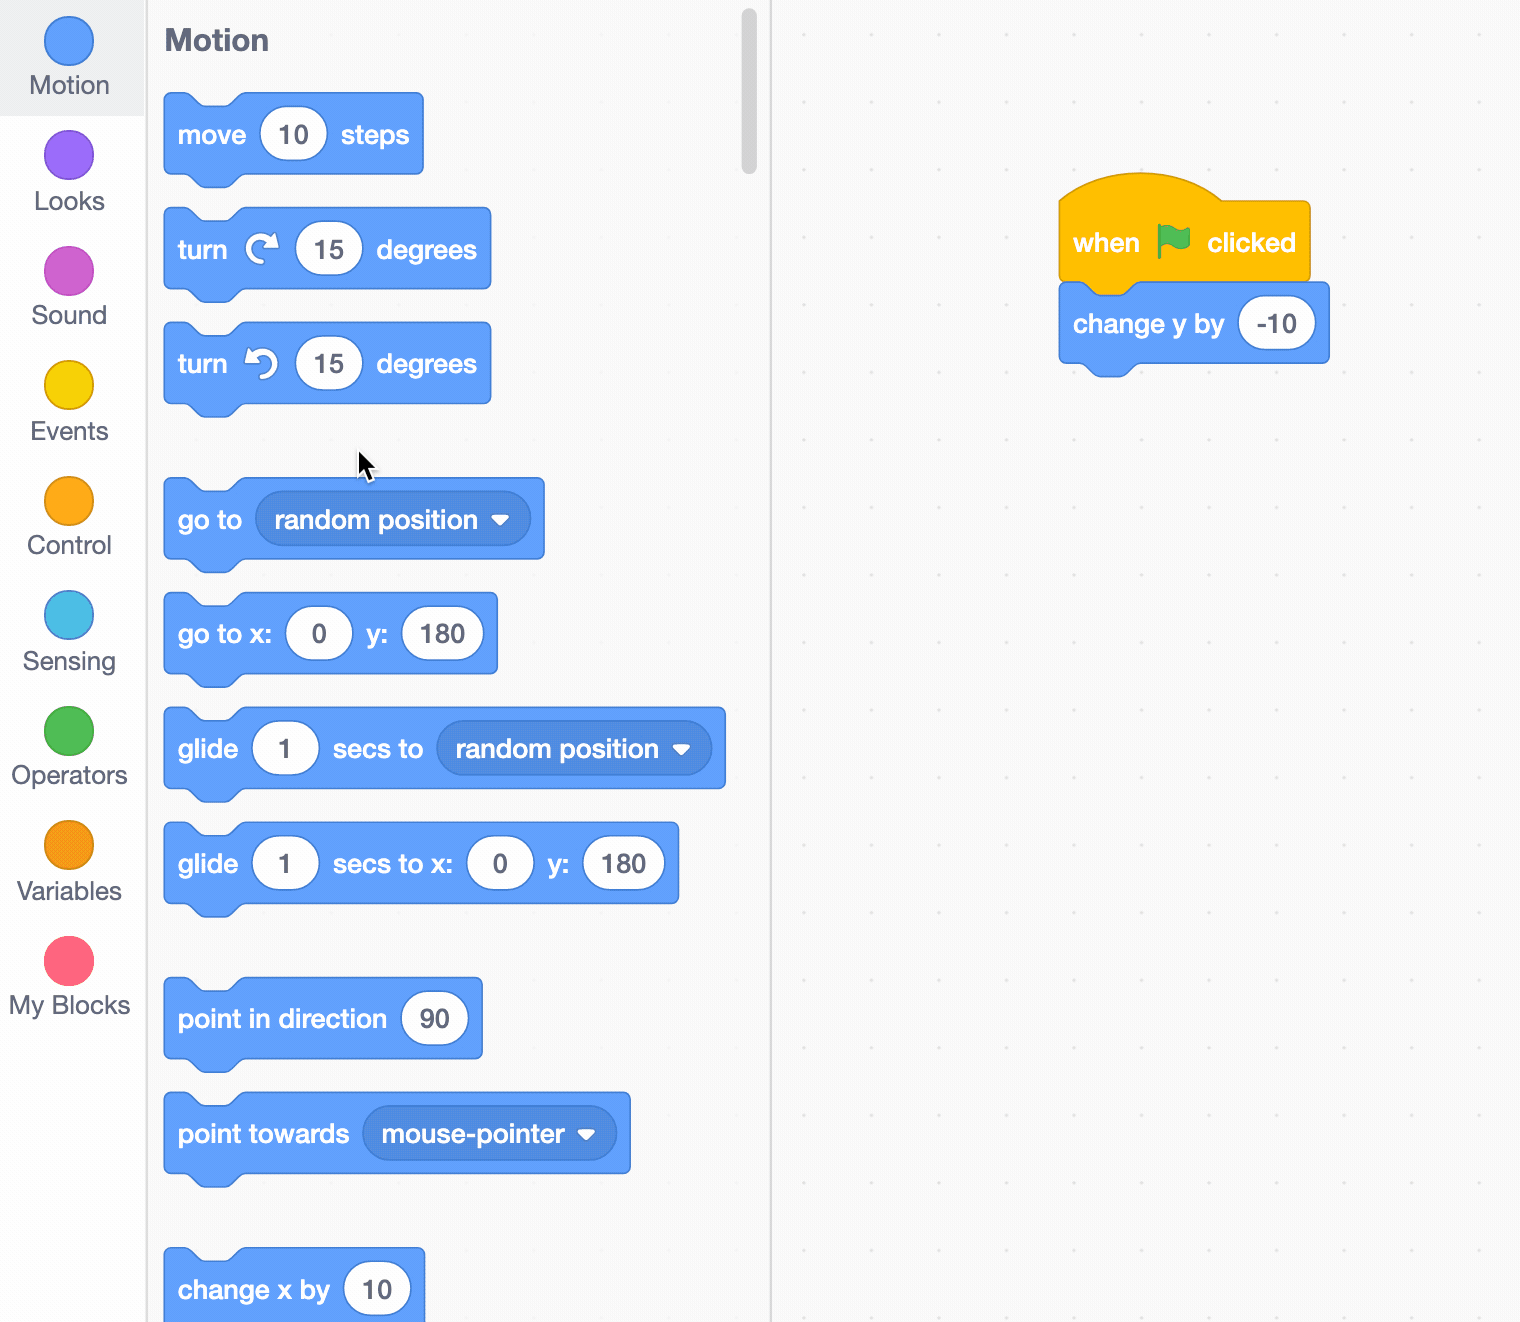 Motion
Looks
Sound
Events
Control
Sensing
Operators
Variables
My Blocks
Motion
move 10 steps
turn 15 degrees
turn 15 degrees
go to random position
go to x: 0 y: 180
glide 1 secs to random position
glide 1 secs to x: 0 y: 180
point in direction 90
point towards mouse-pointer
change x by 10
when clicked
change y by -10